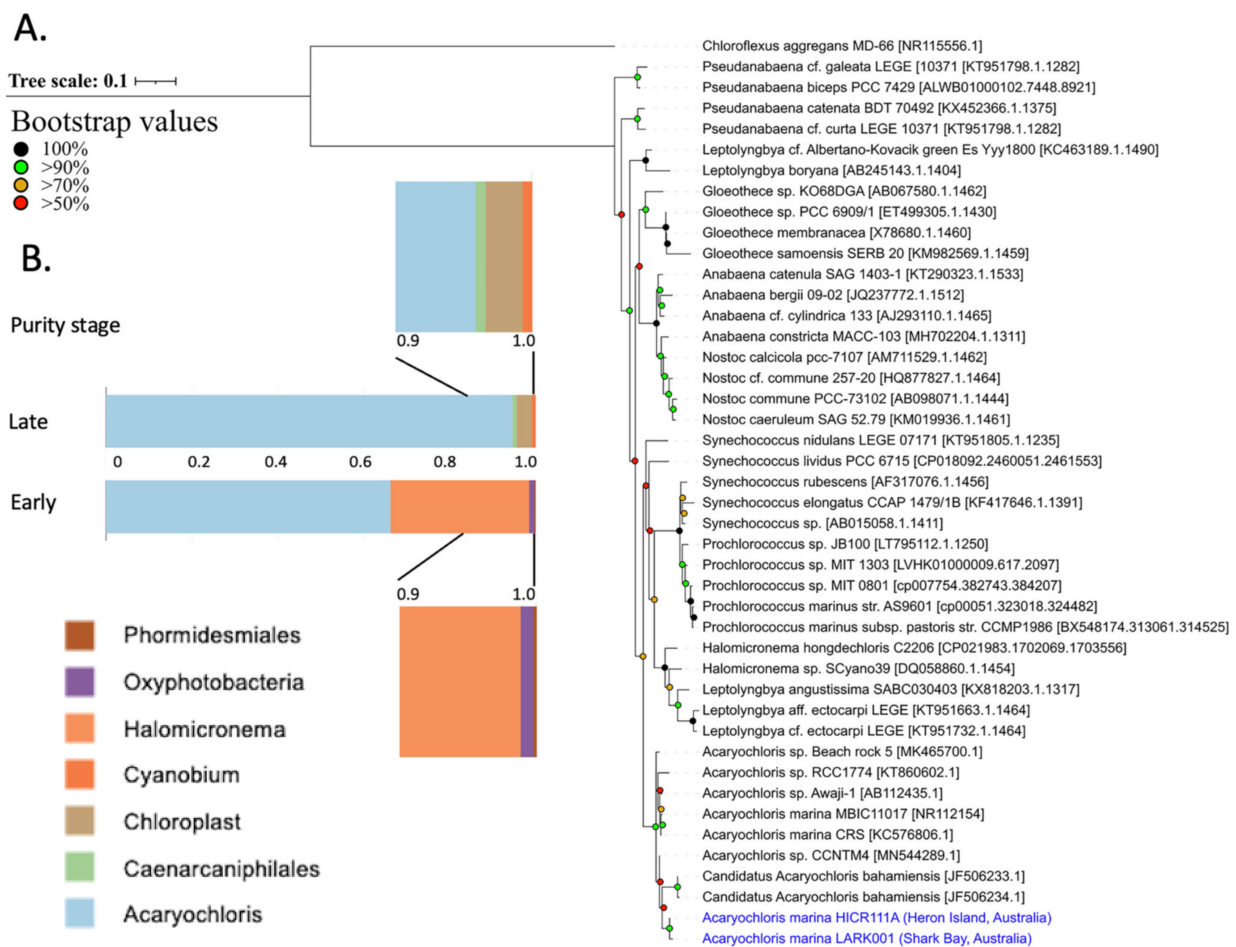 A.
Tree scale: 0.1
Bootstrap values
100%
>90%
>70%
>50%
B.
Purity stage
0.9 1.0
Late
0 0.2 0.4 0.6 0.8 1.0
Early
0.9 1.0
Phormidesmiales
Oxyphotobacteria
Halomicronema
Cyanobium
Chloroplast
Caenarcaniphilales
Acaryochloris
Chloroflexus aggregans MD-66 [NR115556.1]
Pseudanabaena cf. galeata LEGE [10371 [KT951798.1.1282]
Pseudanabaena biceps PCC 7429 [ALWB01000102.7448.8921]
Pseudanabaena catenata BDT 70492 [KX452366.1.1375]
Pseudanabaena cf. curta LEGE 10371 [KT951798.1.1282]
Leptolyngbya cf. Albertano-Kovacik green Es Yyy1800 [KC463189.1.1490]
Leptolyngbya boryana [AB245143.1.1404]
Gloeothece sp. KO68DGA [AB067580.1.1462]
Gloeothece sp. PCC 6909/1 [ET499305.1.1430]
Gloeothece membranacea [X78680.1.1460]
Gloeothece samoensis SERB 20 [KM982569.1.1459]
Anabaena catenula SAG 1403-1 [KT290323.1.1533]
Anabaena bergii 09-02 [JQ237772.1.1512]
Anabaena cf. cylindrica 133 [AJ293110.1.1465]
Anabaena constricta MACC-103 [MH702204.1.1311]
Nostoc calcicola pcc-7107 [AM711529.1.1462]
Nostoc cf. commune 257-20 [HQ877827.1.1464]
Nostoc commune PCC-73102 [AB098071.1.1444]
Nostoc caeruleum SAG 52.79 [KM019936.1.1461]
Synechococcus nidulans LEGE 07171 [KT951805.1.1235]
Synechococcus lividus PCC 6715 [CP018092.2460051.2461553]
Synechococcus rubescens [AF317076.1.1456]
Synechococcus elongatus CCAP 1479/1B [KF417646.1.1391]
Synechococcus sp. [AB015058.1.1411]
Prochlorococcus sp. JB100 [LT795112.1.1250]
Prochlorococcus sp. MIT 1303 [LVHK01000009.617.2097]
Prochlorococcus sp. MIT 0801 [cp007754.382743.384207]
Prochlorococcus marinus str. AS9601 [cp00051.323018.324482]
Prochlorococcus marinus subsp. pastoris str. CCMP1986 [BX548174.313061.314525]
Halomicronema hongdechloris C2206 [CP021983.1702069.1703556]
Halomicronema sp. SCyano39 [DQ058860.1.1454]
Leptolyngbya angustissima SABC030403 [KX818203.1.1317]
Leptolyngbya aff. ectocarpi LEGE [KT951663.1.1464]
Leptolyngbya cf. ectocarpi LEGE [KT951732.1.1464]
Acaryochloris sp. Beach rock 5 [MK465700.1]
Acaryochloris sp. RCC1774 [KT860602.1]
Acaryochloris sp. Awaji-1 [AB112435.1]
Acaryochloris marina MBIC11017 [NR112154]
Acaryochloris marina CRS [KC576806.1]
Acaryochloris sp. CCNTM4 [MN544289.1]
Candidatus Acaryochloris bahamiensis [JF506233.1]
Candidatus Acaryochloris bahamiensis [JF506234.1]
Acaryochloris marina HICR111A (Heron Island, Australia)
Acaryochloris marina LARK001 (Shark Bay, Australia)